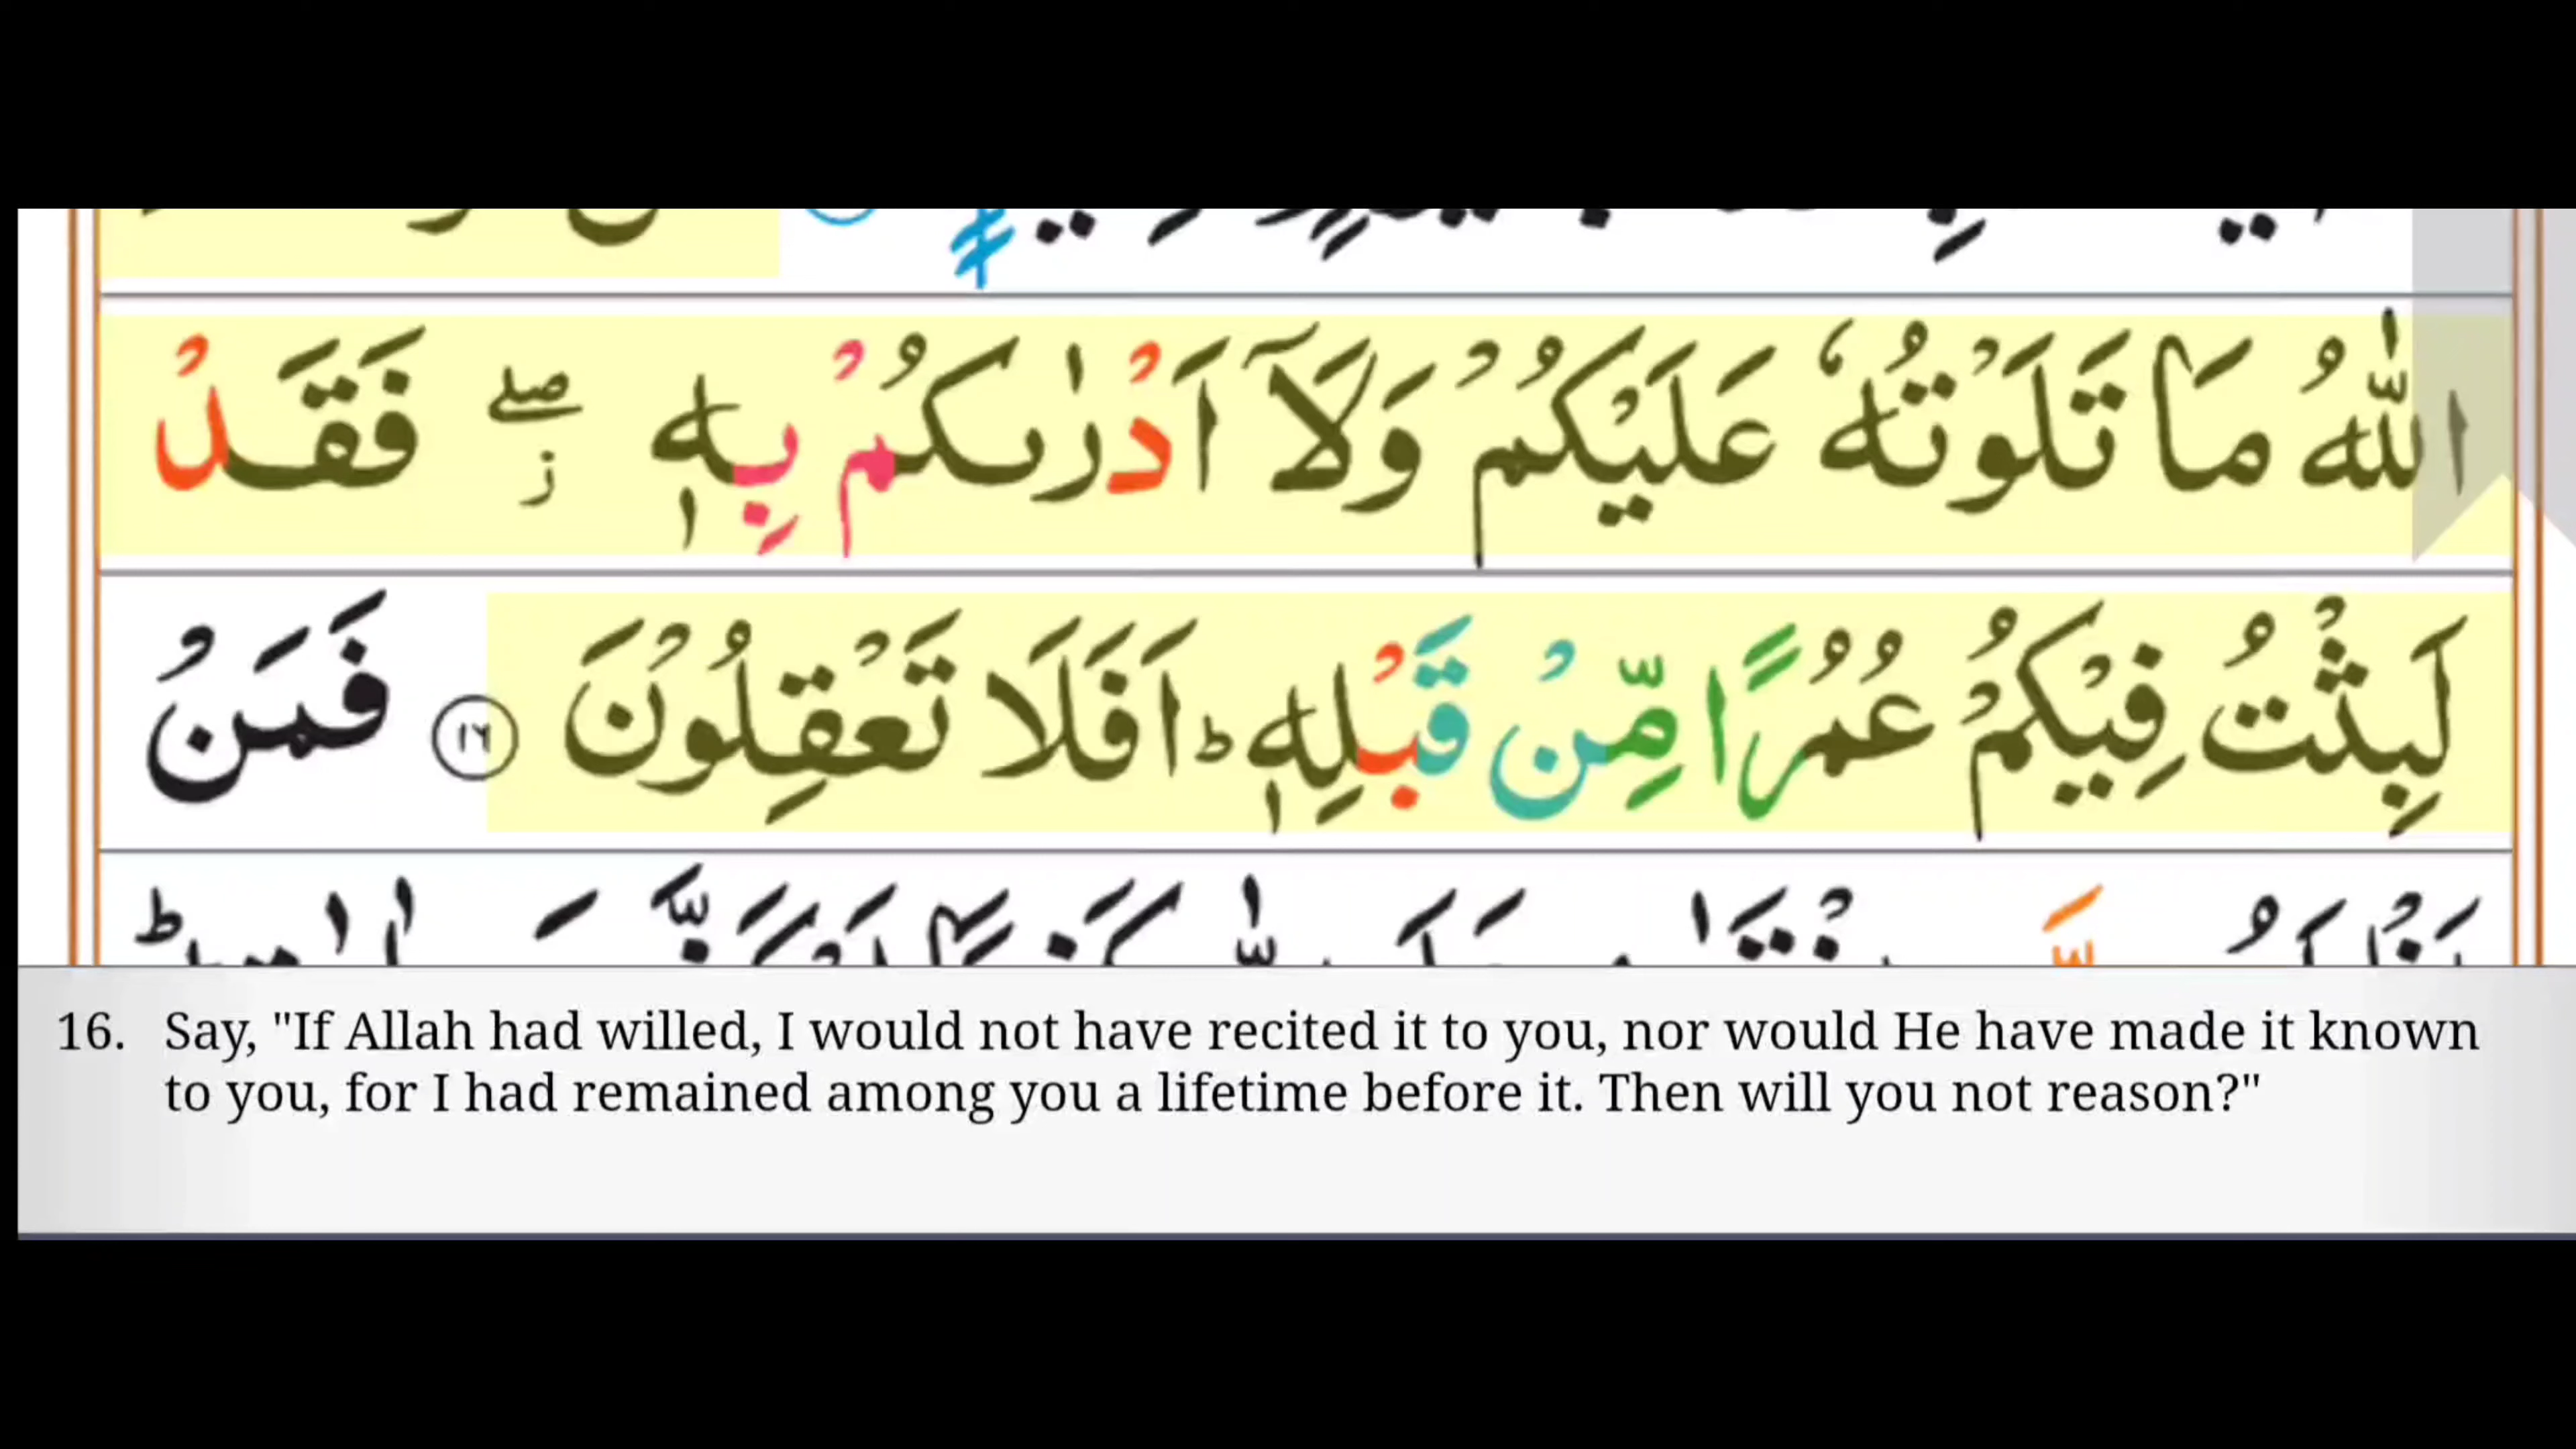 اللّٰهُ مَا تَلَوْتُهٗ عَلَيْكُمْ وَلَاۤ اَدْرٰىكُمْ بِهٖ ۖز فَقَدْ
لَبِثْتُ فِيْكُمْ عُمُرًا مِّنْ قَبْلِهٖ ؕ اَفَلَا تَعْقِلُوْنَ ١٦ فَمَنْ
16. Say, "If Allah had willed, I would not have recited it to you, nor would He have made it known
to you, for I had remained among you a lifetime before it. Then will you not reason?"